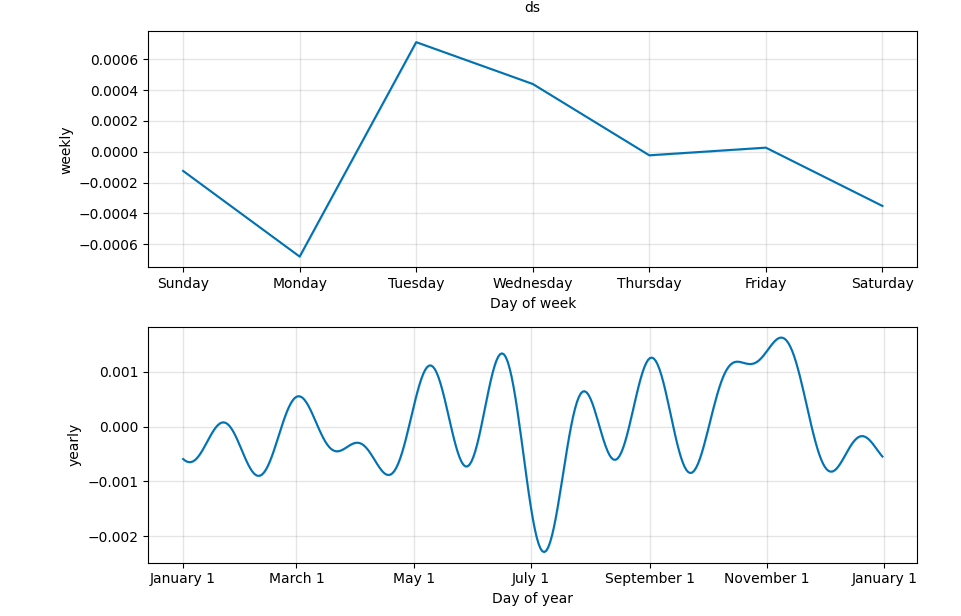 ds
weekly
0.0006
0.0004
0.0002
0.0000
−0.0002
−0.0004
−0.0006
Sunday Monday Tuesday Wednesday Thursday Friday Saturday
Day of week
yearly
0.001
0.000
−0.001
−0.002
January 1 March 1 May 1 July 1 September 1 November 1 January 1
Day of year